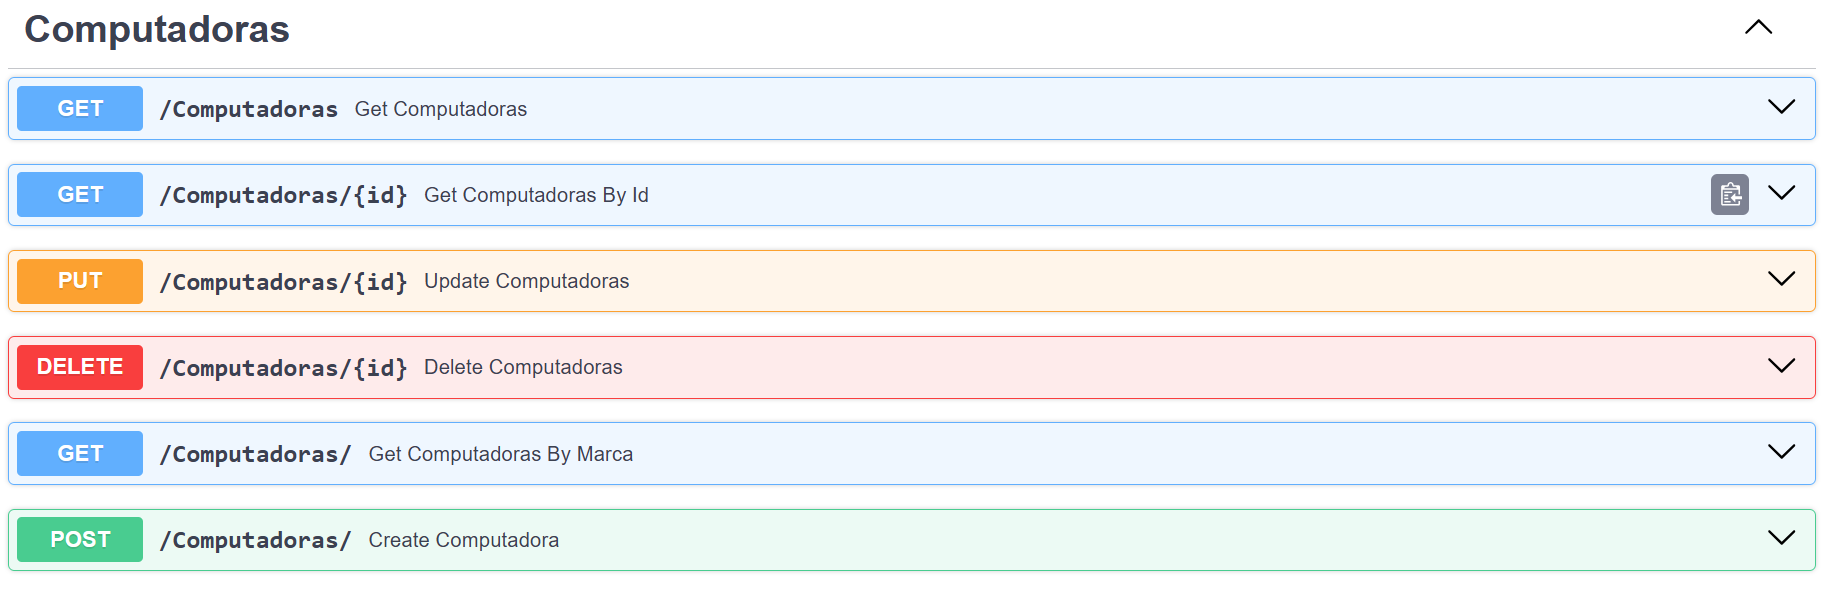 Computadoras
GET /Computadoras Get Computadoras
GET /Computadoras/{id} Get Computadoras By Id
PUT /Computadoras/{id} Update Computadoras
DELETE /Computadoras/{id} Delete Computadoras
GET /Computadoras/ Get Computadoras By Marca
POST /Computadoras/ Create Computadora